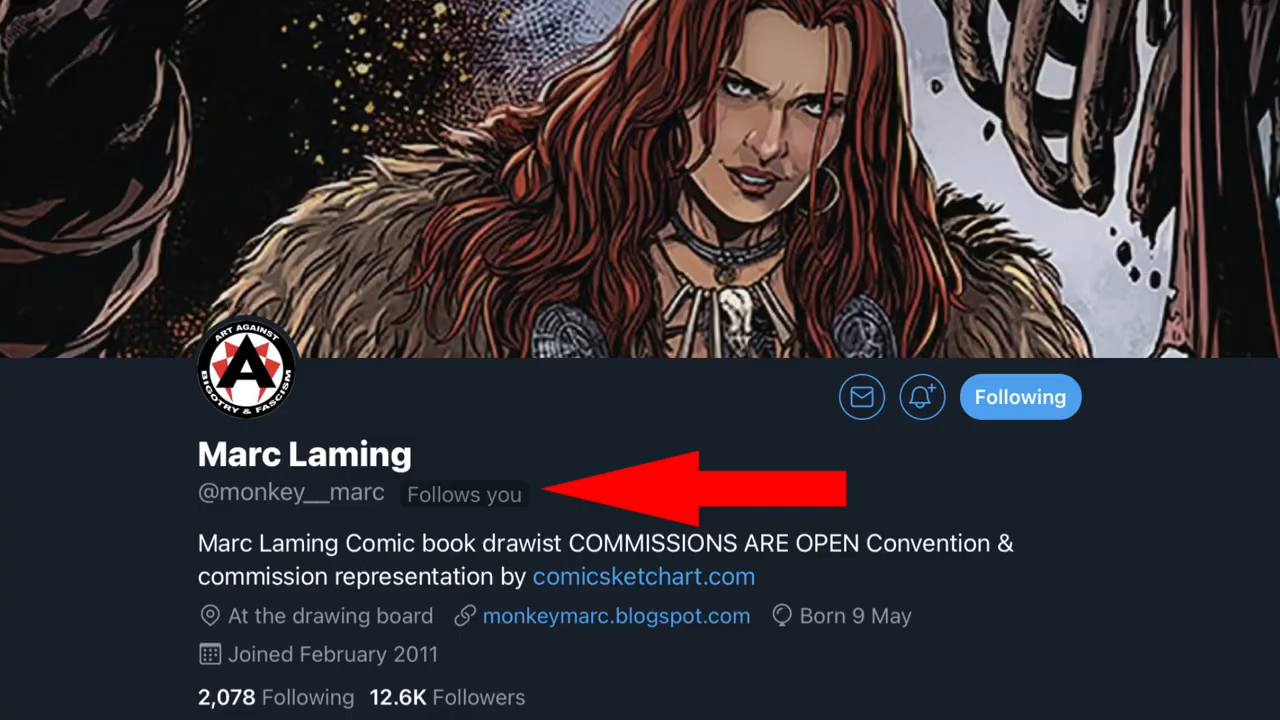 ART AGAINST
A
BIGOTRY & FASCISM
Following
Marc Laming
@monkey__marc Follows you
Marc Laming Comic book drawist COMMISSIONS ARE OPEN Convention &
commission representation by comicsketchart.com
At the drawing board monkeymarc.blogspot.com Born 9 May
Joined February 2011
2,078 Following 12.6K Followers